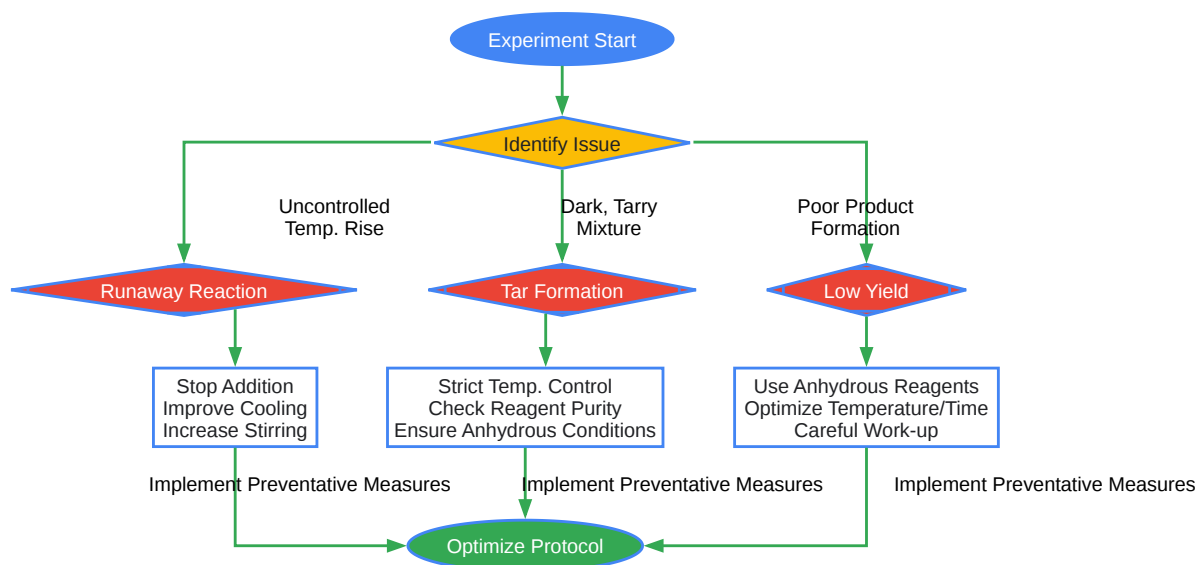 Experiment Start
Identify Issue
Uncontrolled
Temp. Rise
Dark, Tarry
Mixture
Poor Product
Formation
Runaway Reaction
Tar Formation
Low Yield
Stop Addition
Improve Cooling
Increase Stirring
Strict Temp. Control
Check Reagent Purity
Ensure Anhydrous Conditions
Use Anhydrous Reagents
Optimize Temperature/Time
Careful Work-up
Implement Preventative Measures
Implement Preventative Measures
Implement Preventative Measures
Optimize Protocol